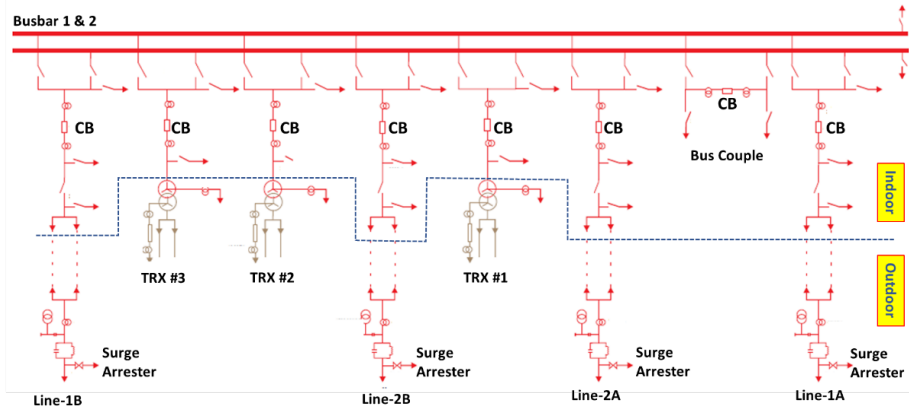 Busbar 1 & 2
CB
CB
CB
CB
CB
CB
CB
CB
Bus Couple
Indoor
Outdoor
TRX #3
TRX #2
TRX #1
Surge
Arrester
Surge
Arrester
Surge
Arrester
Surge
Arrester
Line-1B
Line-2B
Line-2A
Line-1A